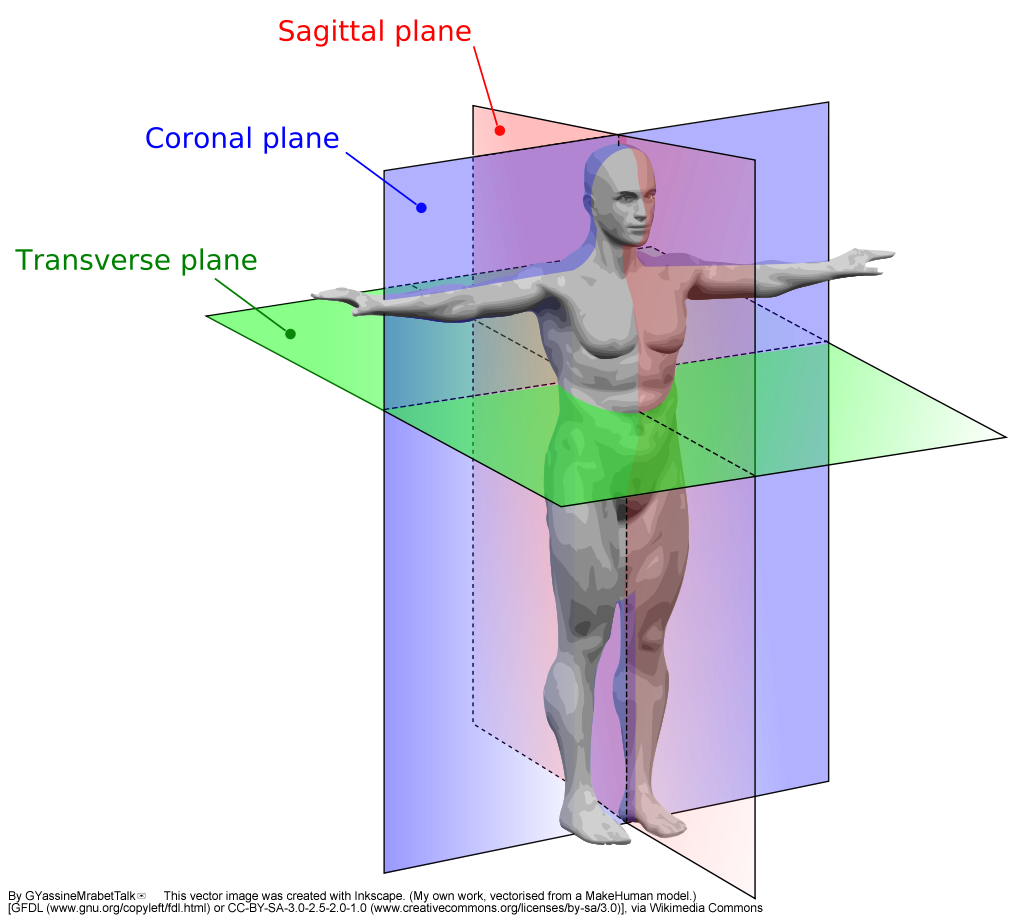 Sagittal plane
Coronal plane
Transverse plane
By GYassineMrabetTalk✉ This vector image was created with Inkscape. (My own work, vectorised from a MakeHuman model.)
[GFDL (www.gnu.org/copyleft/fdl.html) or CC-BY-SA-3.0-2.5-2.0-1.0 (www.creativecommons.org/licenses/by-sa/3.0)], via Wikimedia Commons